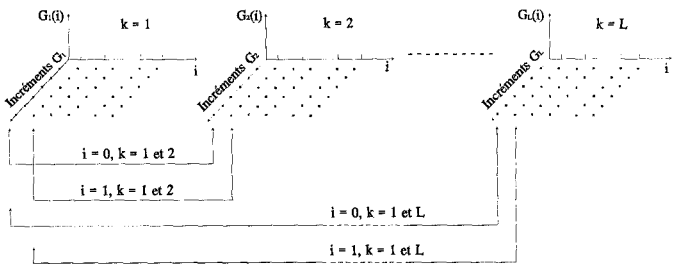 G₁(i) k = 1 G₂(i) k = 2 G_L(i) k = L
i i i
Incréments G₁ Incréments G₂ Incréments G_L
i = 0, k = 1 et 2
i = 1, k = 1 et 2
i = 0, k = 1 et L
i = 1, k = 1 et L